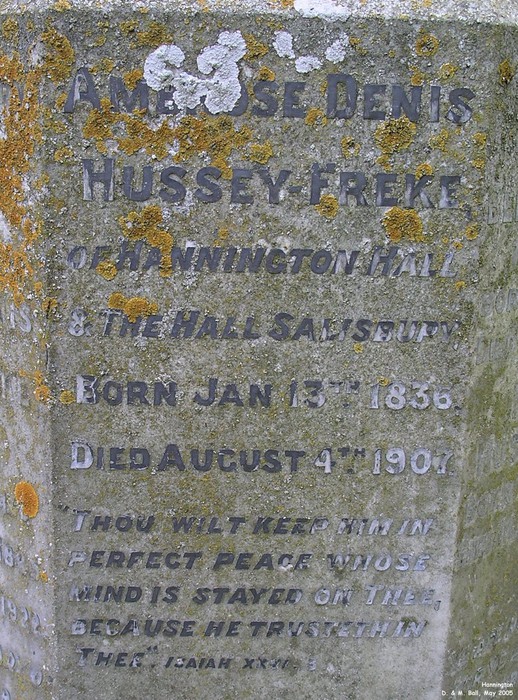 Ambrose Denis
Hussey-Freke,
of Hannington Hall
& The Hall Salisbury
Born Jan 13th 1836.
Died August 4th 1907.
"Thou wilt keep him in
perfect peace whose
mind is stayed on Thee,
because he trusteth in
Thee". Isaiah
Hannington
D. & M. Ball, May 2005